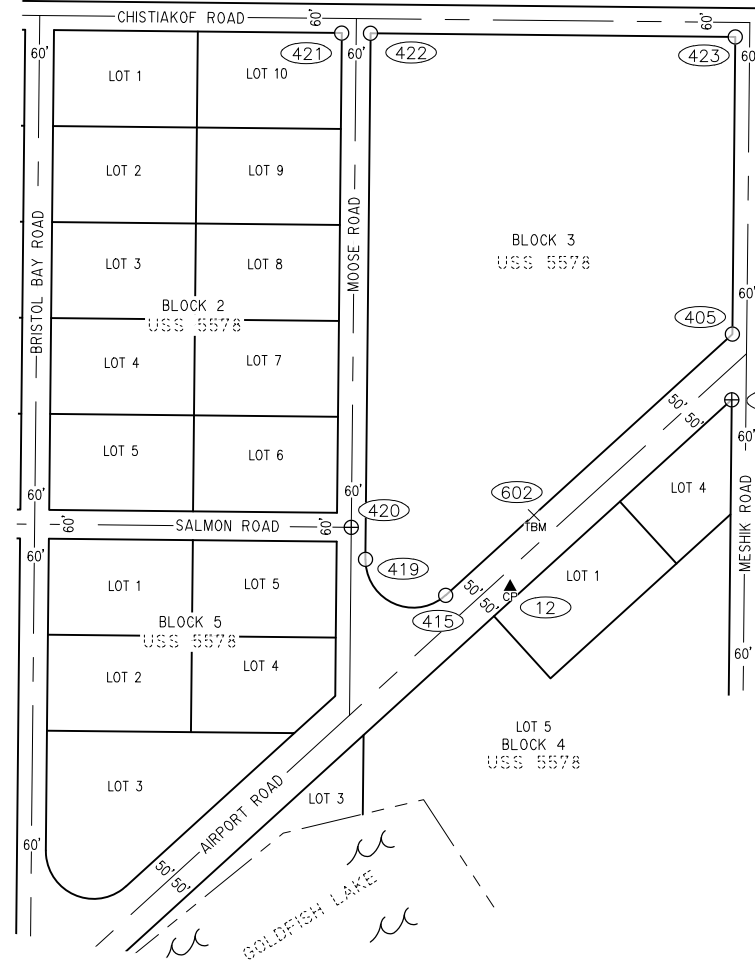 CHISTIAKOF ROAD
60'
60'
421
422
423
60'
60'
60'
LOT 1
LOT 10
LOT 2
LOT 9
BRISTOL BAY ROAD
MOOSE ROAD
LOT 3
LOT 8
BLOCK 3
USS 5578
60'
BLOCK 2
USS 5578
405
LOT 4
LOT 7
50' 50'
LOT 5
LOT 6
60'
60'
60'
LOT 4
MESHIK ROAD
602
TBM
60'
SALMON ROAD
60'
420
60'
419
LOT 1
LOT 5
50' 50'
CP
12
LOT 1
415
BLOCK 5
USS 5578
60'
LOT 2
LOT 4
LOT 5
BLOCK 4
USS 5578
LOT 3
LOT 3
AIRPORT ROAD
60'
50' 50'
GOLDFISH LAKE